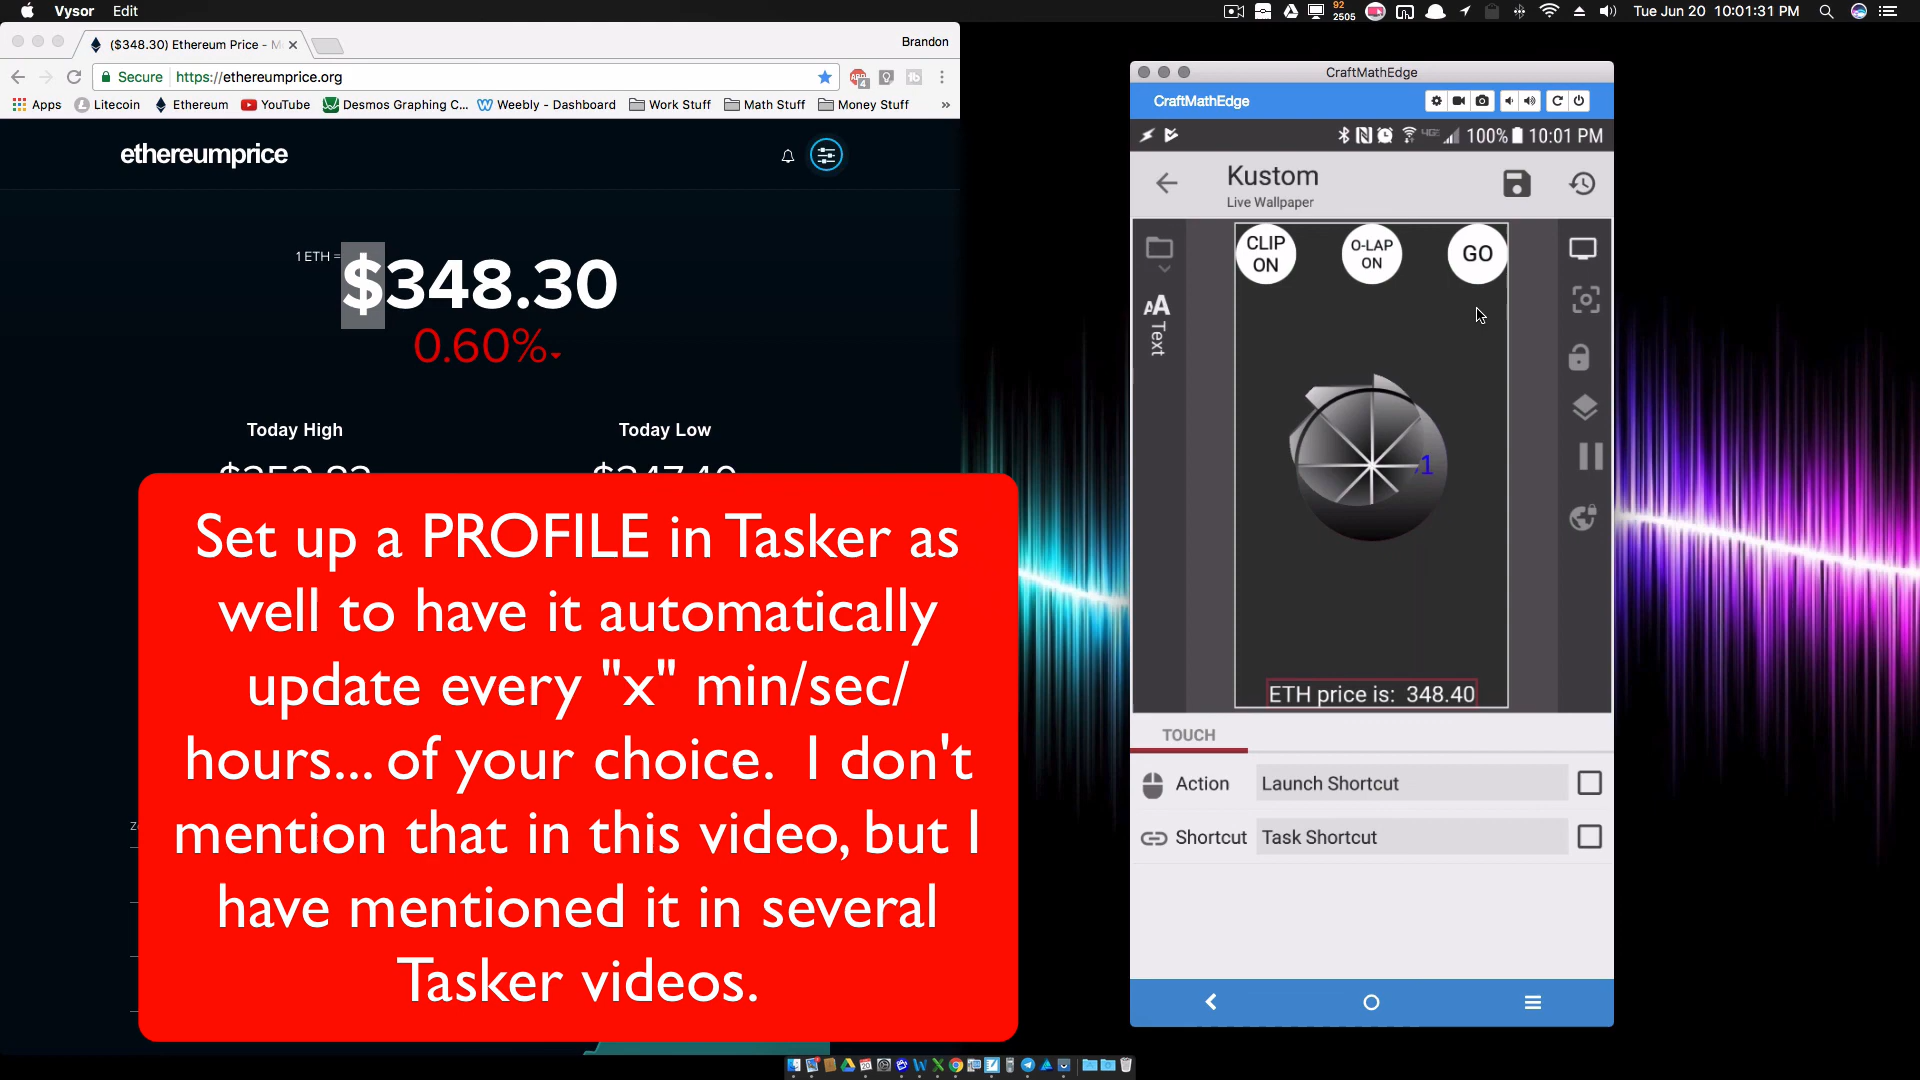 Vysor Edit
92
2505
Tue Jun 20 10:01:31 PM
($348.30) Ethereum Price - M
Brandon
Secure https://ethereumprice.org
Apps Litecoin Ethereum YouTube Desmos Graphing C... Weebly - Dashboard Work Stuff Math Stuff Money Stuff »
ethereumprice
1 ETH = $348.30
0.60%
Today High Today Low
Set up a PROFILE in Tasker as
well to have it automatically
update every "x" min/sec/
hours... of your choice. I don't
mention that in this video, but I
have mentioned it in several
Tasker videos.
CraftMathEdge
CraftMathEdge
100% 10:01 PM
Kustom
Live Wallpaper
CLIP
ON
O-LAP
ON
GO
Text
1
ETH price is: 348.40
TOUCH
Action Launch Shortcut
Shortcut Task Shortcut